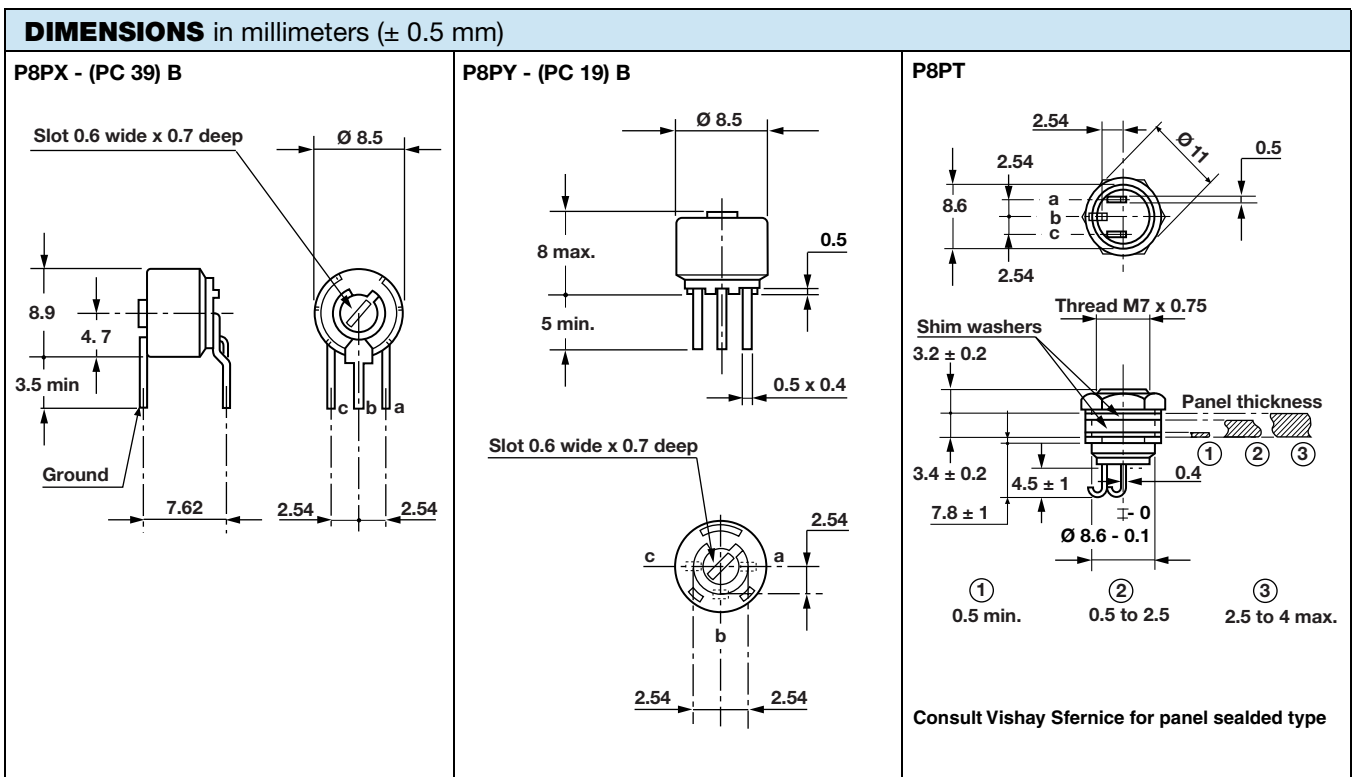 DIMENSIONS in millimeters (± 0.5 mm)
P8PX - (PC 39) B
Slot 0.6 wide x 0.7 deep
Ø 8.5
8.9
4. 7
3.5 min
c b a
Ground
7.62
2.54
2.54
P8PY - (PC 19) B
Ø 8.5
8 max.
0.5
5 min.
0.5 x 0.4
Slot 0.6 wide x 0.7 deep
2.54
c
a
b
2.54
2.54
P8PT
2.54
Ø 11
0.5
2.54
8.6
a
b
c
2.54
Thread M7 x 0.75
Shim washers
3.2 ± 0.2
Panel thickness
1 2 3
3.4 ± 0.2
4.5 ± 1
0.4
7.8 ± 1
- 0
Ø 8.6 - 0.1
1
0.5 min.
2
0.5 to 2.5
3
2.5 to 4 max.
Consult Vishay Sfernice for panel sealded type